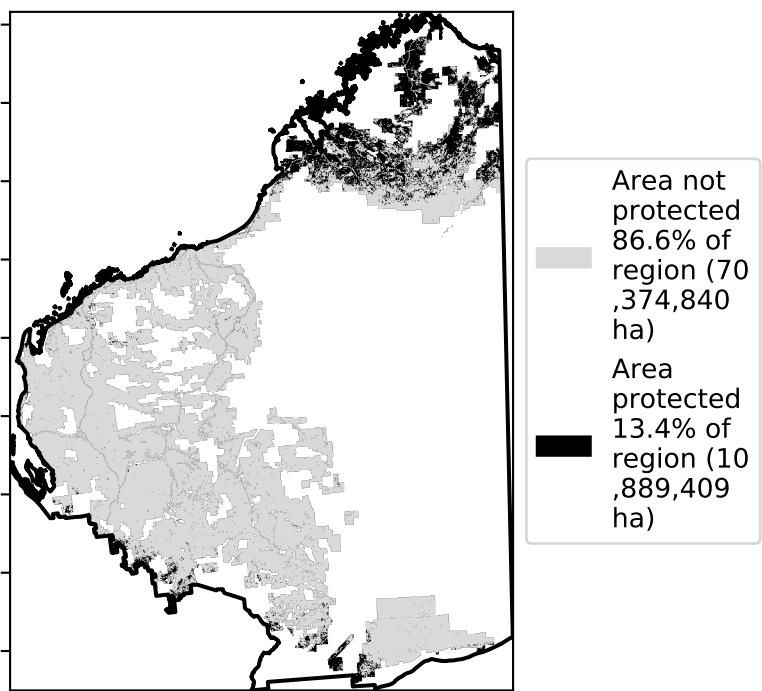 Area not
protected
86.6% of
region (70
,374,840
ha)
Area
protected
13.4% of
region (10
,889,409
ha)